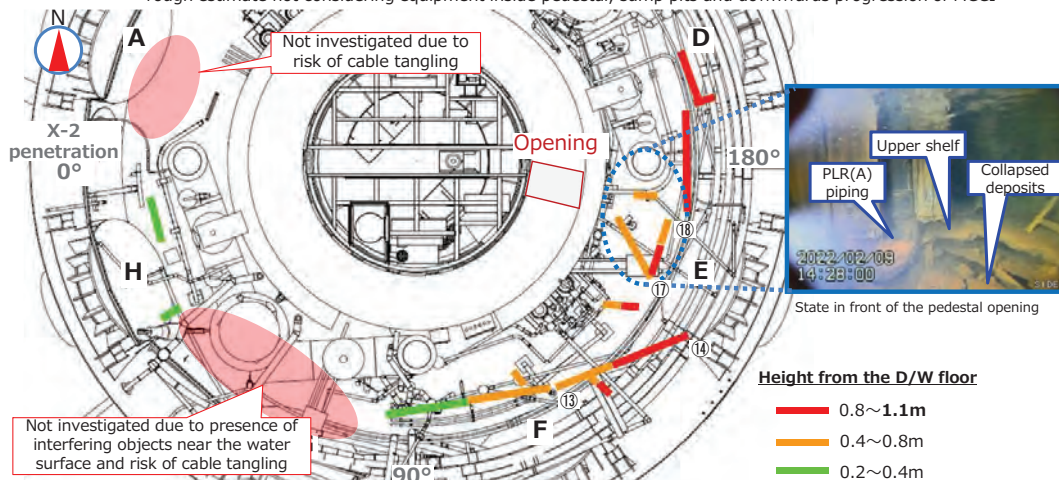 rough estimate not considering equipment inside pedestal, sump pits and downwards progression of MCCI
N
A
Not investigated due to
risk of cable tangling
D
X-2
penetration
0°
Opening
180°
Upper shelf
PLR(A)
piping
Collapsed
deposits
2022/02/09
14:28:00
SIDE
State in front of the pedestal opening
⑱
H
E
⑰
⑭
⑬
F
Not investigated due to presence of
interfering objects near the water
surface and risk of cable tangling
90°
Height from the D/W floor
0.8～1.1m
0.4～0.8m
0.2～0.4m